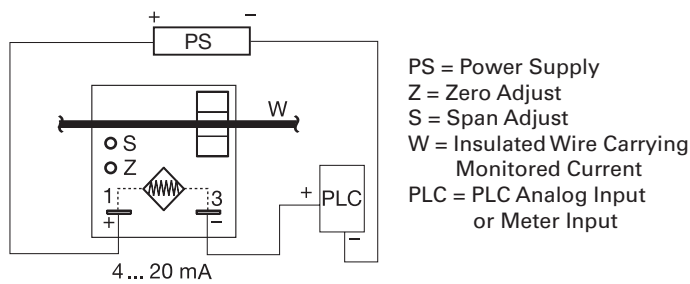 + −
PS
W
S
Z
1 3
+ −
4 ... 20 mA
+ PLC
−
PS = Power Supply
Z = Zero Adjust
S = Span Adjust
W = Insulated Wire Carrying
Monitored Current
PLC = PLC Analog Input
or Meter Input